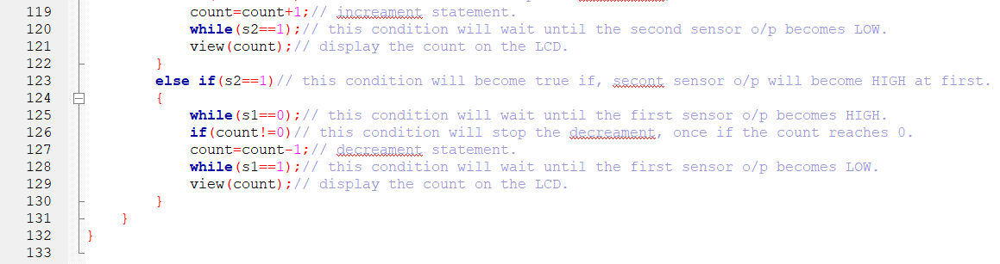 119 count=count+1;// increament statement.
120 while(s2==1);// this condition will wait until the second sensor o/p becomes LOW.
121 view(count);// display the count on the LCD.
122 }
123 else if(s2==1)// this condition will become true if, secont sensor o/p will become HIGH at first.
124 {
125 while(s1==0);// this condition will wait until the first sensor o/p becomes HIGH.
126 if(count!=0)// this condition will stop the decreament, once if the count reaches 0.
127 count=count-1;// decreament statement.
128 while(s1==1);// this condition will wait until the first sensor o/p becomes LOW.
129 view(count);// display the count on the LCD.
130 }
131 }
132 }
133